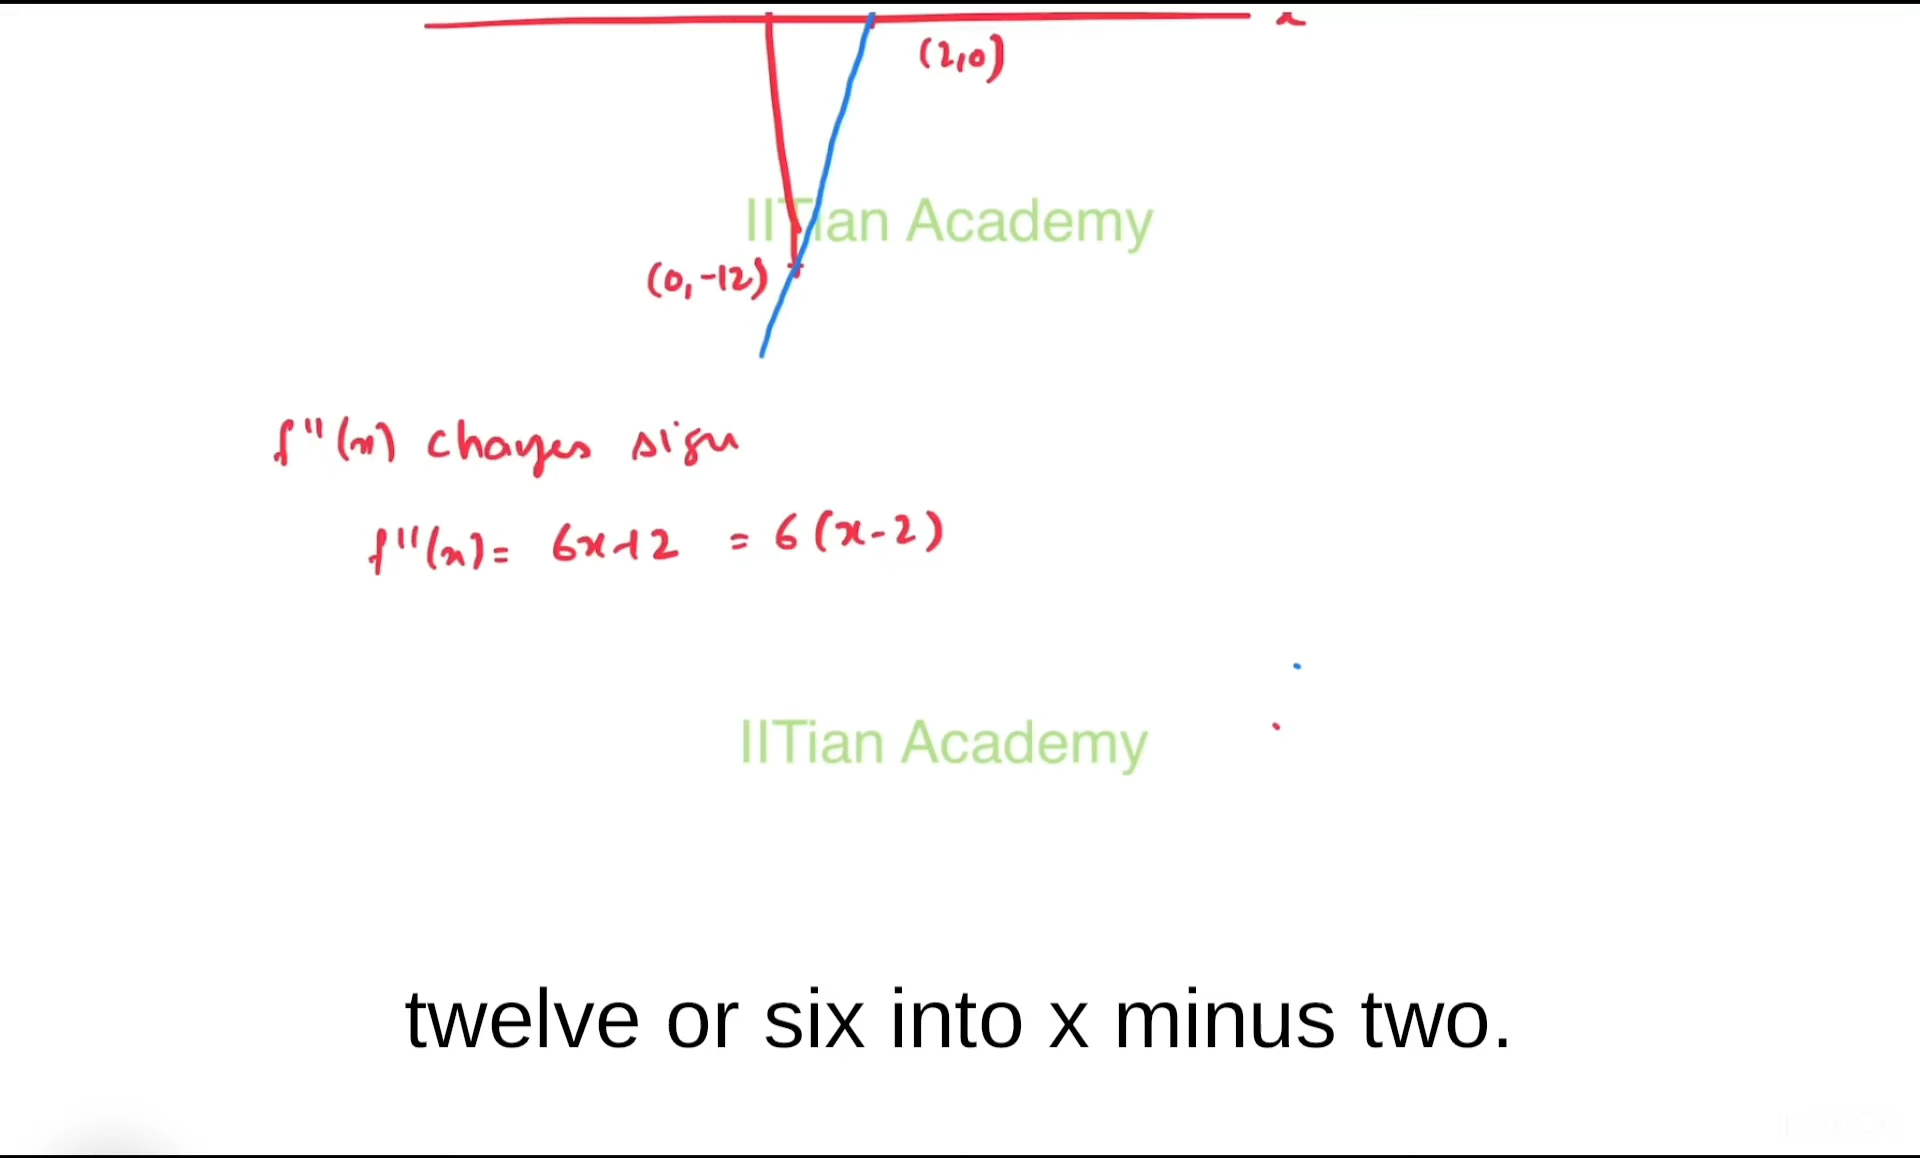 x
(2,0)
IITian Academy
(0,-12)
f"(x) changes sign
f"(x) = 6x-12 = 6(x-2)
IITian Academy
twelve or six into x minus two.